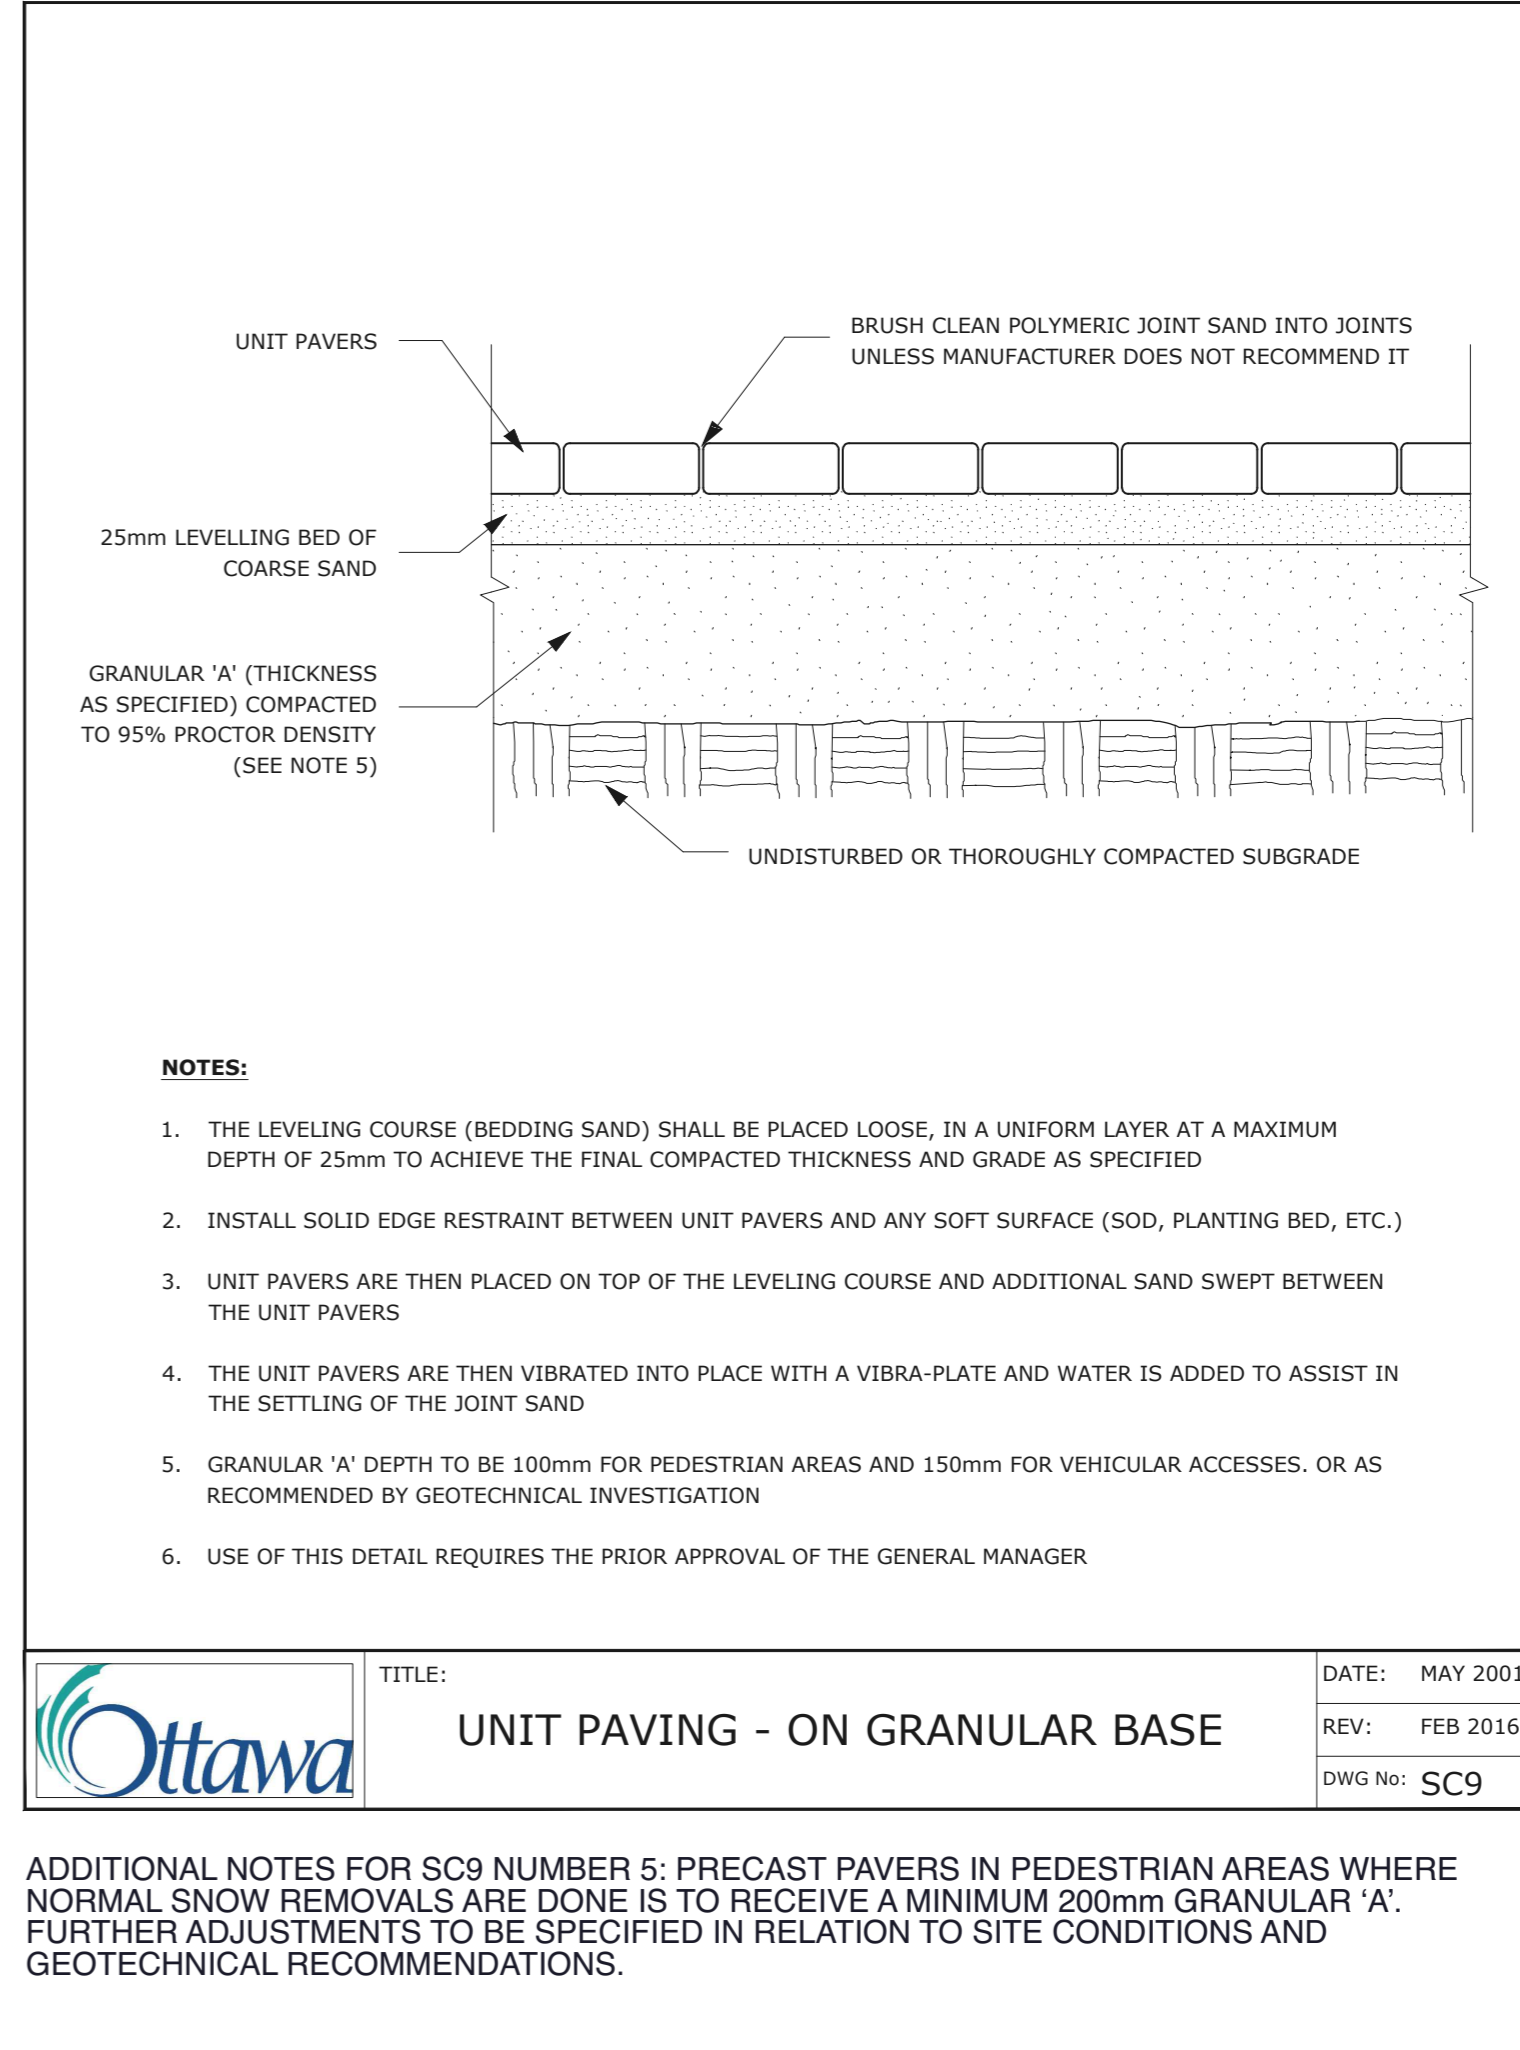 UNIT PAVERS
BRUSH CLEAN POLYMERIC JOINT SAND INTO JOINTS
UNLESS MANUFACTURER DOES NOT RECOMMEND IT
25mm LEVELLING BED OF
COARSE SAND
GRANULAR 'A' (THICKNESS
AS SPECIFIED) COMPACTED
TO 95% PROCTOR DENSITY
(SEE NOTE 5)
UNDISTURBED OR THOROUGHLY COMPACTED SUBGRADE
NOTES:
1. THE LEVELING COURSE (BEDDING SAND) SHALL BE PLACED LOOSE, IN A UNIFORM LAYER AT A MAXIMUM
DEPTH OF 25mm TO ACHIEVE THE FINAL COMPACTED THICKNESS AND GRADE AS SPECIFIED
2. INSTALL SOLID EDGE RESTRAINT BETWEEN UNIT PAVERS AND ANY SOFT SURFACE (SOD, PLANTING BED, ETC.)
3. UNIT PAVERS ARE THEN PLACED ON TOP OF THE LEVELING COURSE AND ADDITIONAL SAND SWEPT BETWEEN
THE UNIT PAVERS
4. THE UNIT PAVERS ARE THEN VIBRATED INTO PLACE WITH A VIBRA-PLATE AND WATER IS ADDED TO ASSIST IN
THE SETTLING OF THE JOINT SAND
5. GRANULAR 'A' DEPTH TO BE 100mm FOR PEDESTRIAN AREAS AND 150mm FOR VEHICULAR ACCESSES. OR AS
RECOMMENDED BY GEOTECHNICAL INVESTIGATION
6. USE OF THIS DETAIL REQUIRES THE PRIOR APPROVAL OF THE GENERAL MANAGER
Ottawa
TITLE:
UNIT PAVING - ON GRANULAR BASE
DATE: MAY 2001
REV: FEB 2016
DWG No: SC9
ADDITIONAL NOTES FOR SC9 NUMBER 5: PRECAST PAVERS IN PEDESTRIAN AREAS WHERE
NORMAL SNOW REMOVALS ARE DONE IS TO RECEIVE A MINIMUM 200mm GRANULAR ‘A’.
FURTHER ADJUSTMENTS TO BE SPECIFIED IN RELATION TO SITE CONDITIONS AND
GEOTECHNICAL RECOMMENDATIONS.